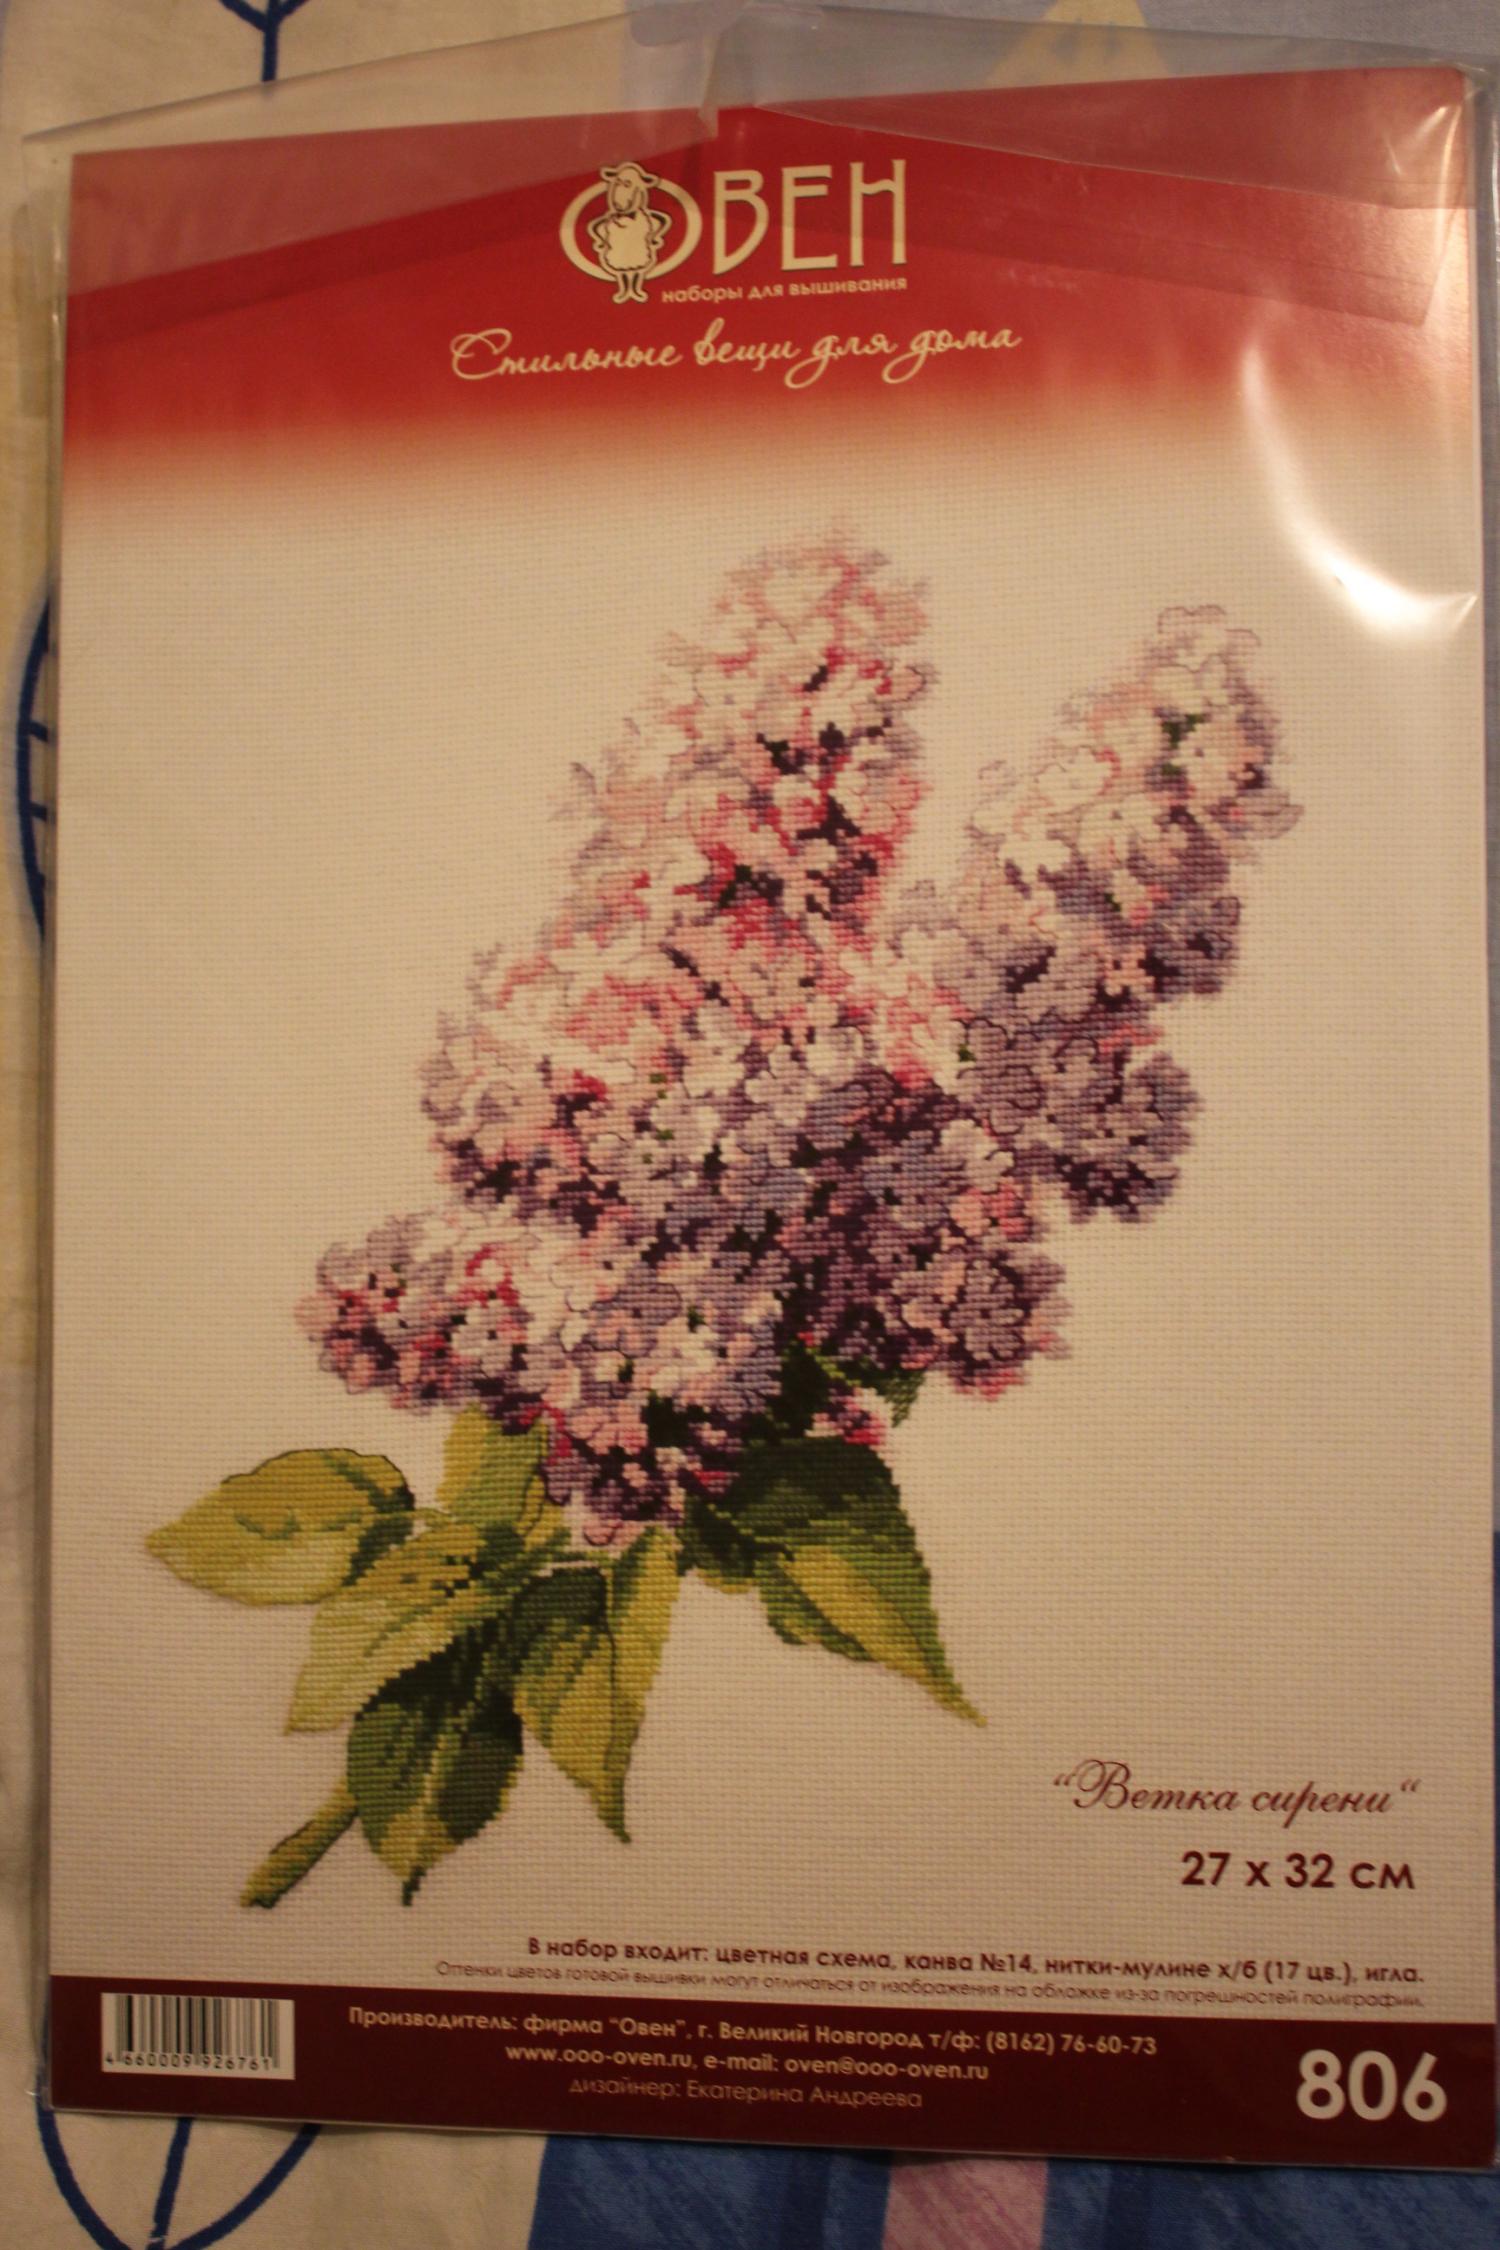 ОВЕН
наборы для вышивания
Стильные вещи для дома
“Ветка сирени“
27 х 32 см
В набор входит: цветная схема, канва №14, нитки-мулине х/б (17 цв.), игла.
Оттенки цветов готовой вышивки могут отличаться от изображения на обложке из-за погрешностей полиграфии.
Производитель: фирма "Овен", г. Великий Новгород т/ф: (8162) 76-60-73
www.ooo-oven.ru, e-mail: oven@ooo-oven.ru
дизайнер: Екатерина Андреева
4 660009 926761
806